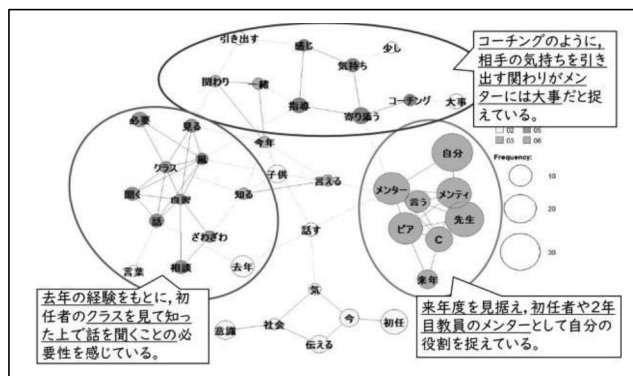 引き出す
感じ
少し
気持ち
関わり
一緒
指導
寄り添う
コーチング
大事
コーチングのように,
相手の気持ちを引き
出す関わりがメン
ターには大事だと捉
えている。
02
05
03
06
Frequency:
10
20
30
必要
見る
今年
クラス
子供
言える
聞く
知る
話
ざわざわ
言葉
相談
去年
話す
自分
メンター
メンティ
言う
ピア
先生
C
来年
気
意識
社会
今
初任
伝える
去年の経験をもとに,初
任者のクラスを見て知っ
た上で話を聞くことの必
要性を感じている。
来年度を見据え,初任者や2年
目教員のメンターとして自分の
役割を捉えている。